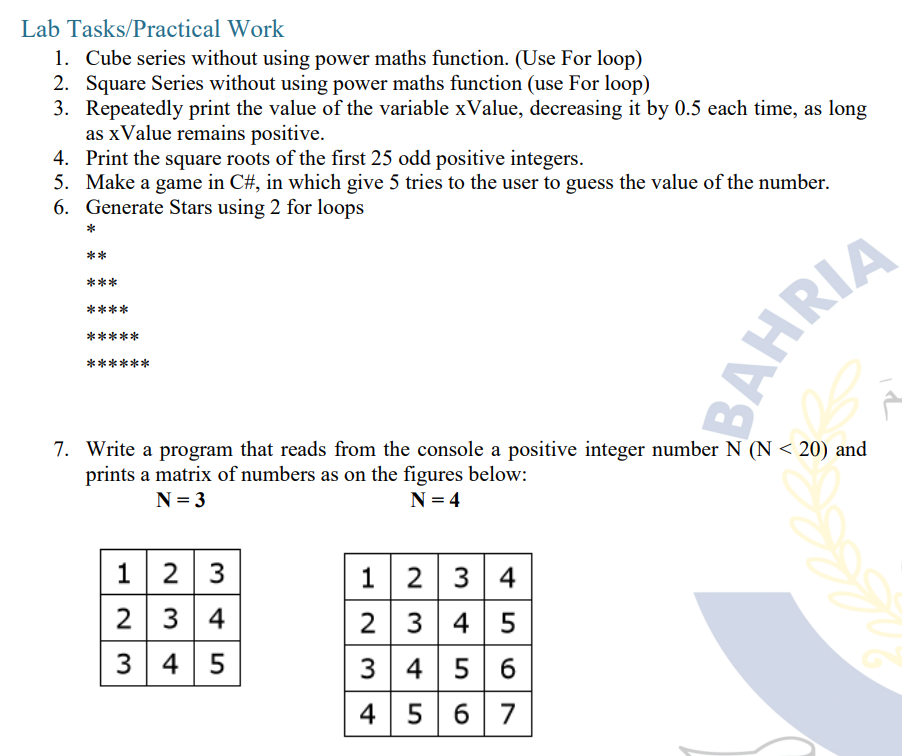 Lab Tasks/Practical Work
1. Cube series without using power maths function. (Use For loop)
2. Square Series without using power maths function (use For loop)
3. Repeatedly print the value of the variable xValue, decreasing it by 0.5 each time, as long
as xValue remains positive.
4. Print the square roots of the first 25 odd positive integers.
5. Make a game in C#, in which give 5 tries to the user to guess the value of the number.
6. Generate Stars using 2 for loops
*
**
***
****
*****
******
BAHRIA
7. Write a program that reads from the console a positive integer number N (N < 20) and
prints a matrix of numbers as on the figures below:
N = 3 N = 4
1 2 3
2 3 4
3 4 5
1 2 3 4
2 3 4 5
3 4 5 6
4 5 6 7